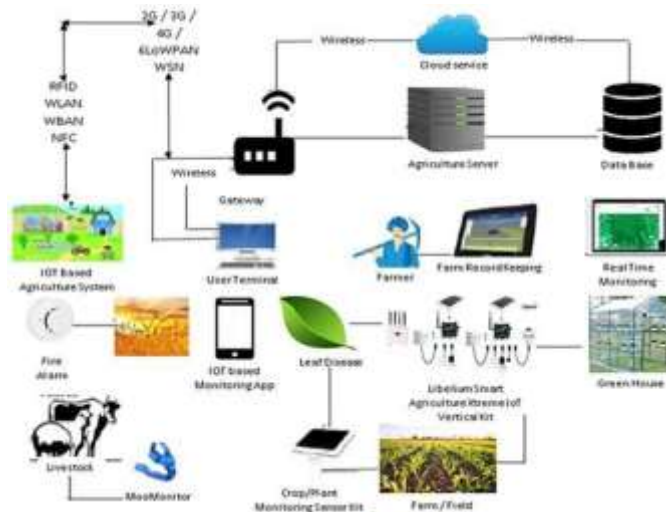 2G / 3G /
4G /
6LoWPAN
WSN
Wireless
Wireless
Cloud service
RFID
WLAN
WBAN
NFC
Agriculture Server
Data Base
Wireless
Gateway
IOT Based
Agriculture System
User Terminal
Farmer
Farm Record Keeping
Real Time
Monitoring
Fire
Alarm
IOT based
Monitoring App
Leaf Disease
Libelium Smart
Agriculture Xtreme IoT
Vertical Kit
Green House
Livestock
MooMonitor
Crop/Plant
Monitoring Sensor Kit
Farm / Field